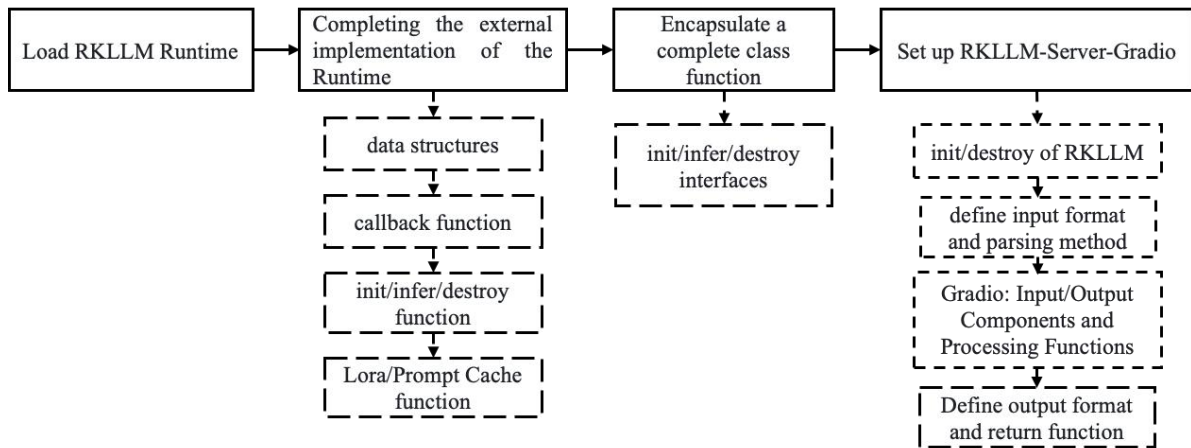 Load RKLLM Runtime
Completing the external
implementation of the
Runtime
Encapsulate a
complete class
function
Set up RKLLM-Server-Gradio
data structures
callback function
init/infer/destroy
function
Lora/Prompt Cache
function
init/infer/destroy
interfaces
init/destroy of RKLLM
define input format
and parsing method
Gradio: Input/Output
Components and
Processing Functions
Define output format
and return function